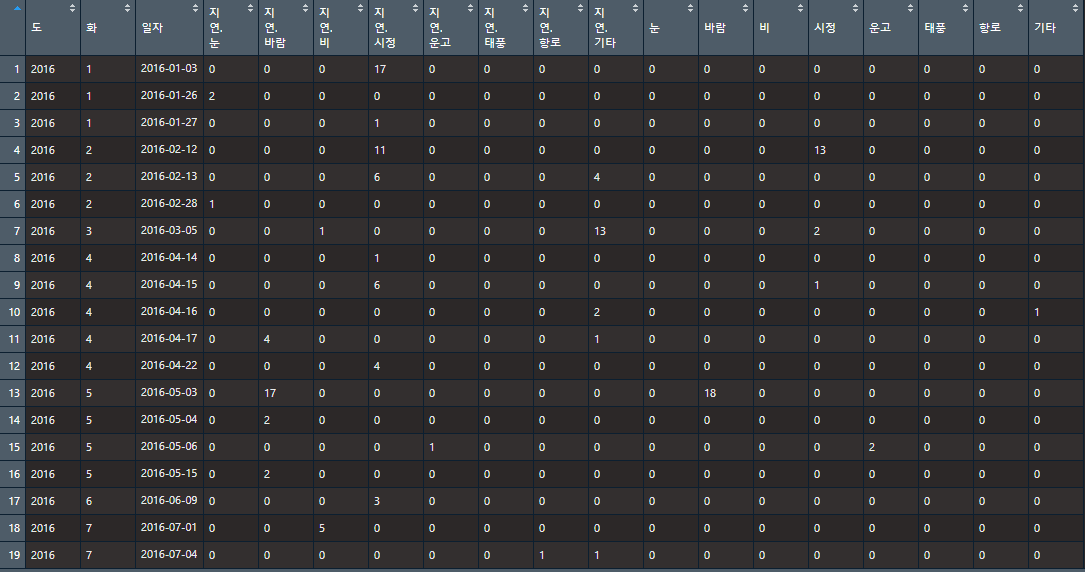 도 화 일자 지연.눈 지연.바람 지연.비 지연.시정 지연.운고 지연.태풍 지연.항로 지연.기타 눈 바람 비 시정 운고 태풍 항로 기타
1 2016 1 2016-01-03 0 0 0 17 0 0 0 0 0 0 0 0 0 0 0 0
2 2016 1 2016-01-26 2 0 0 0 0 0 0 0 0 0 0 0 0 0 0 0
3 2016 1 2016-01-27 0 0 0 1 0 0 0 0 0 0 0 0 0 0 0 0
4 2016 2 2016-02-12 0 0 0 11 0 0 0 0 0 0 0 13 0 0 0 0
5 2016 2 2016-02-13 0 0 0 6 0 0 0 4 0 0 0 0 0 0 0 0
6 2016 2 2016-02-28 1 0 0 0 0 0 0 0 0 0 0 0 0 0 0 0
7 2016 3 2016-03-05 0 0 1 0 0 0 0 13 0 0 0 2 0 0 0 0
8 2016 4 2016-04-14 0 0 0 1 0 0 0 0 0 0 0 0 0 0 0 0
9 2016 4 2016-04-15 0 0 0 6 0 0 0 0 0 0 0 1 0 0 0 0
10 2016 4 2016-04-16 0 0 0 0 0 0 0 2 0 0 0 0 0 0 0 1
11 2016 4 2016-04-17 0 4 0 0 0 0 0 1 0 0 0 0 0 0 0 0
12 2016 4 2016-04-22 0 0 0 4 0 0 0 0 0 0 0 0 0 0 0 0
13 2016 5 2016-05-03 0 17 0 0 0 0 0 0 0 18 0 0 0 0 0 0
14 2016 5 2016-05-04 0 2 0 0 0 0 0 0 0 0 0 0 0 0 0 0
15 2016 5 2016-05-06 0 0 0 0 1 0 0 0 0 0 0 0 2 0 0 0
16 2016 5 2016-05-15 0 2 0 0 0 0 0 0 0 0 0 0 0 0 0 0
17 2016 6 2016-06-09 0 0 0 3 0 0 0 0 0 0 0 0 0 0 0 0
18 2016 7 2016-07-01 0 0 5 0 0 0 0 0 0 0 0 0 0 0 0 0
19 2016 7 2016-07-04 0 0 0 0 0 0 1 1 0 0 0 0 0 0 0 0